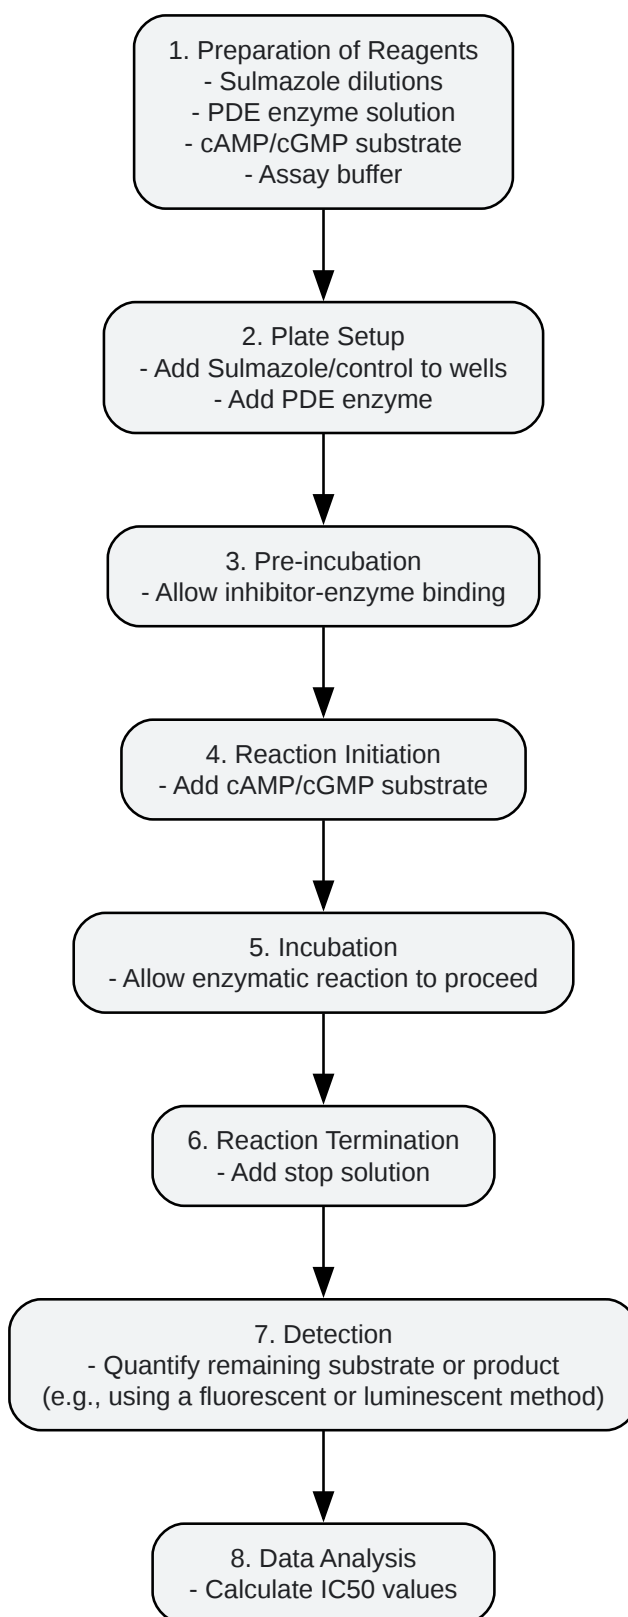 1. Preparation of Reagents
- Sulmazole dilutions
- PDE enzyme solution
- cAMP/cGMP substrate
- Assay buffer
2. Plate Setup
- Add Sulmazole/control to wells
- Add PDE enzyme
3. Pre-incubation
- Allow inhibitor-enzyme binding
4. Reaction Initiation
- Add cAMP/cGMP substrate
5. Incubation
- Allow enzymatic reaction to proceed
6. Reaction Termination
- Add stop solution
7. Detection
- Quantify remaining substrate or product
(e.g., using a fluorescent or luminescent method)
8. Data Analysis
- Calculate IC50 values